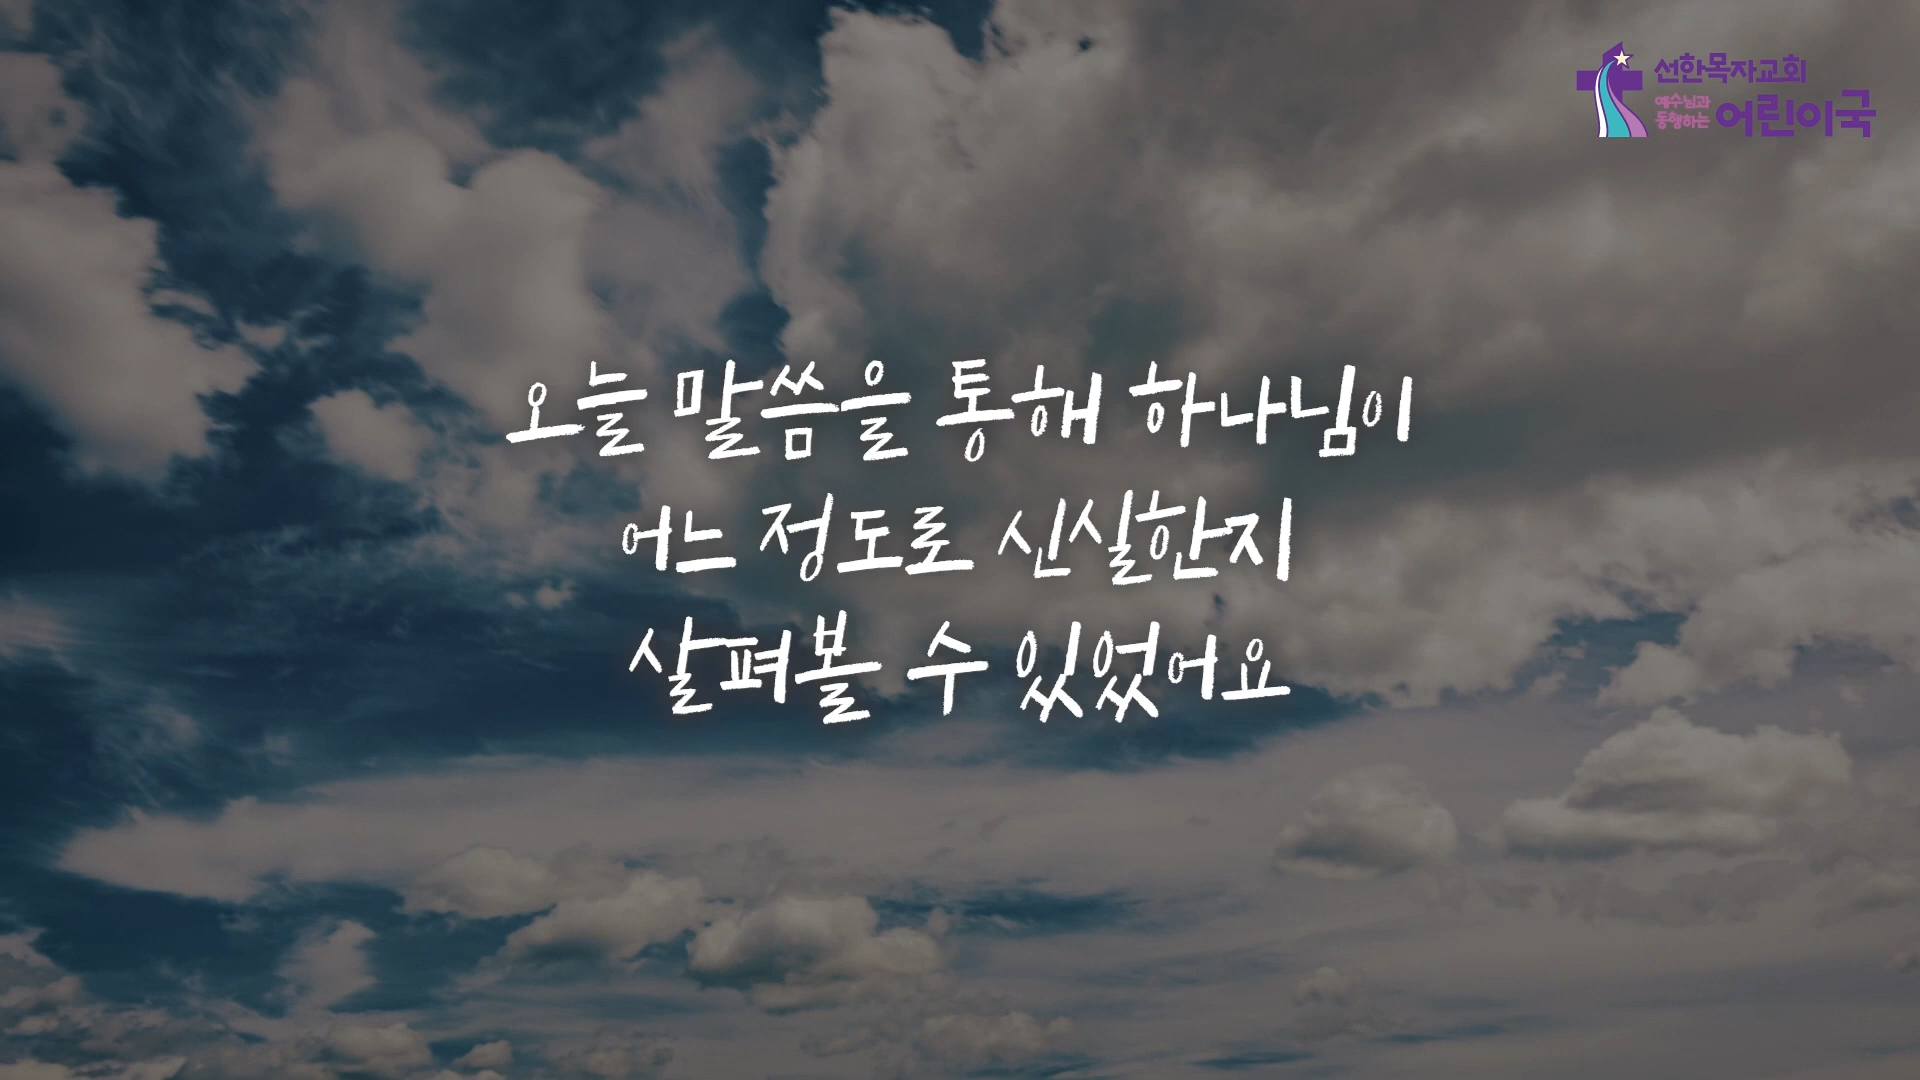 선한목자교회
예수님과
동행하는
어린이국
오늘 말씀을 통해 하나님이
어느 정도로 신실한지
살펴볼 수 있었어요